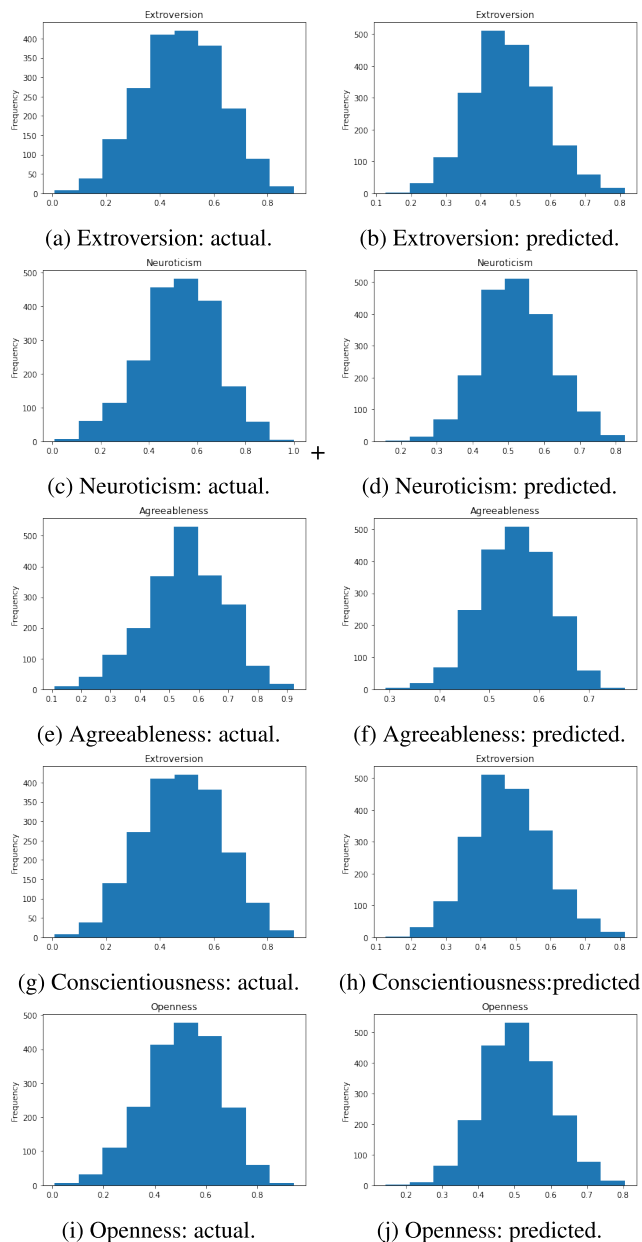 Extroversion
400
350
300
250
200
150
100
50
0
Frequency
0.0 0.2 0.4 0.6 0.8
(a) Extroversion: actual.
Extroversion
500
400
300
200
100
0
Frequency
0.1 0.2 0.3 0.4 0.5 0.6 0.7 0.8
(b) Extroversion: predicted.
Neuroticism
500
400
300
200
100
0
Frequency
0.0 0.2 0.4 0.6 0.8 1.0
(c) Neuroticism: actual.
+
Neuroticism
500
400
300
200
100
0
Frequency
0.2 0.3 0.4 0.5 0.6 0.7 0.8
(d) Neuroticism: predicted.
Agreeableness
500
400
300
200
100
0
Frequency
0.1 0.2 0.3 0.4 0.5 0.6 0.7 0.8 0.9
(e) Agreeableness: actual.
Agreeableness
500
400
300
200
100
0
Frequency
0.3 0.4 0.5 0.6 0.7
(f) Agreeableness: predicted.
Extroversion
400
350
300
250
200
150
100
50
0
Frequency
0.0 0.2 0.4 0.6 0.8
(g) Conscientiousness: actual.
Extroversion
500
400
300
200
100
0
Frequency
0.1 0.2 0.3 0.4 0.5 0.6 0.7 0.8
(h) Conscientiousness:predicted
Openness
500
400
300
200
100
0
Frequency
0.0 0.2 0.4 0.6 0.8
(i) Openness: actual.
Openness
500
400
300
200
100
0
Frequency
0.2 0.3 0.4 0.5 0.6 0.7 0.8
(j) Openness: predicted.